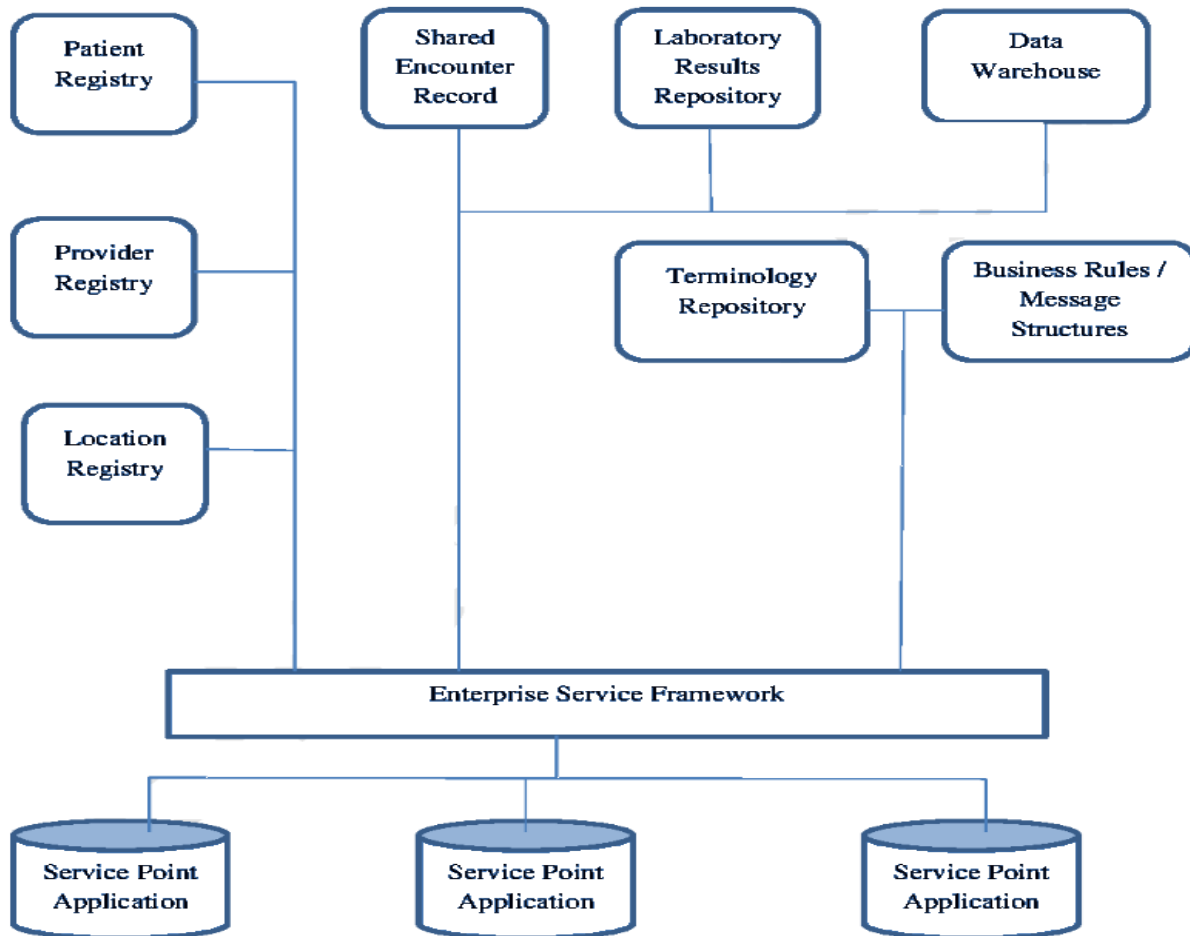 Patient
Registry
Shared
Encounter
Record
Laboratory
Results
Repository
Data
Warehouse
Provider
Registry
Terminology
Repository
Business Rules /
Message
Structures
Location
Registry
Enterprise Service Framework
Service Point
Application
Service Point
Application
Service Point
Application